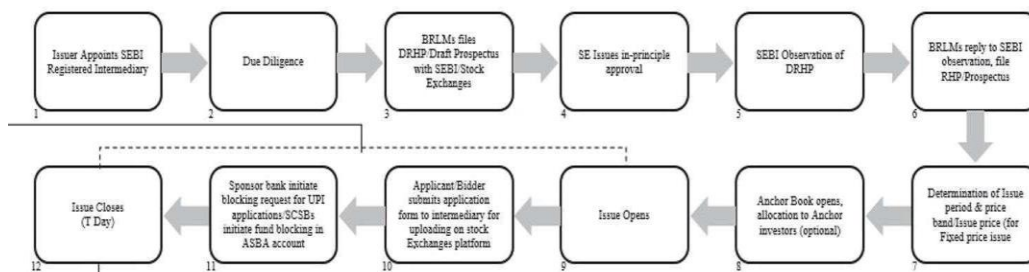 Issuer Appoints SEBI
Registered Intermediary
1
Due Diligence
2
BRLMs files
DRHP/Draft Prospectus
with SEBI/Stock
Exchanges
3
SE Issues in-principle
approval
4
SEBI Observation of
DRHP
5
BRLMs reply to SEBI
observation, file
RHP/Prospectus
6
Determination of Issue
period & price
band/Issue price (for
Fixed price issue
7
Anchor Book opens,
allocation to Anchor
investors (optional)
8
Issue Opens
9
Applicant/Bidder
submits application
form to intermediary for
uploading on stock
Exchanges platform
10
Sponsor bank initiate
blocking request for UPI
applications/SCSBs
initiate fund blocking in
ASBA account
11
Issue Closes
(T Day)
12